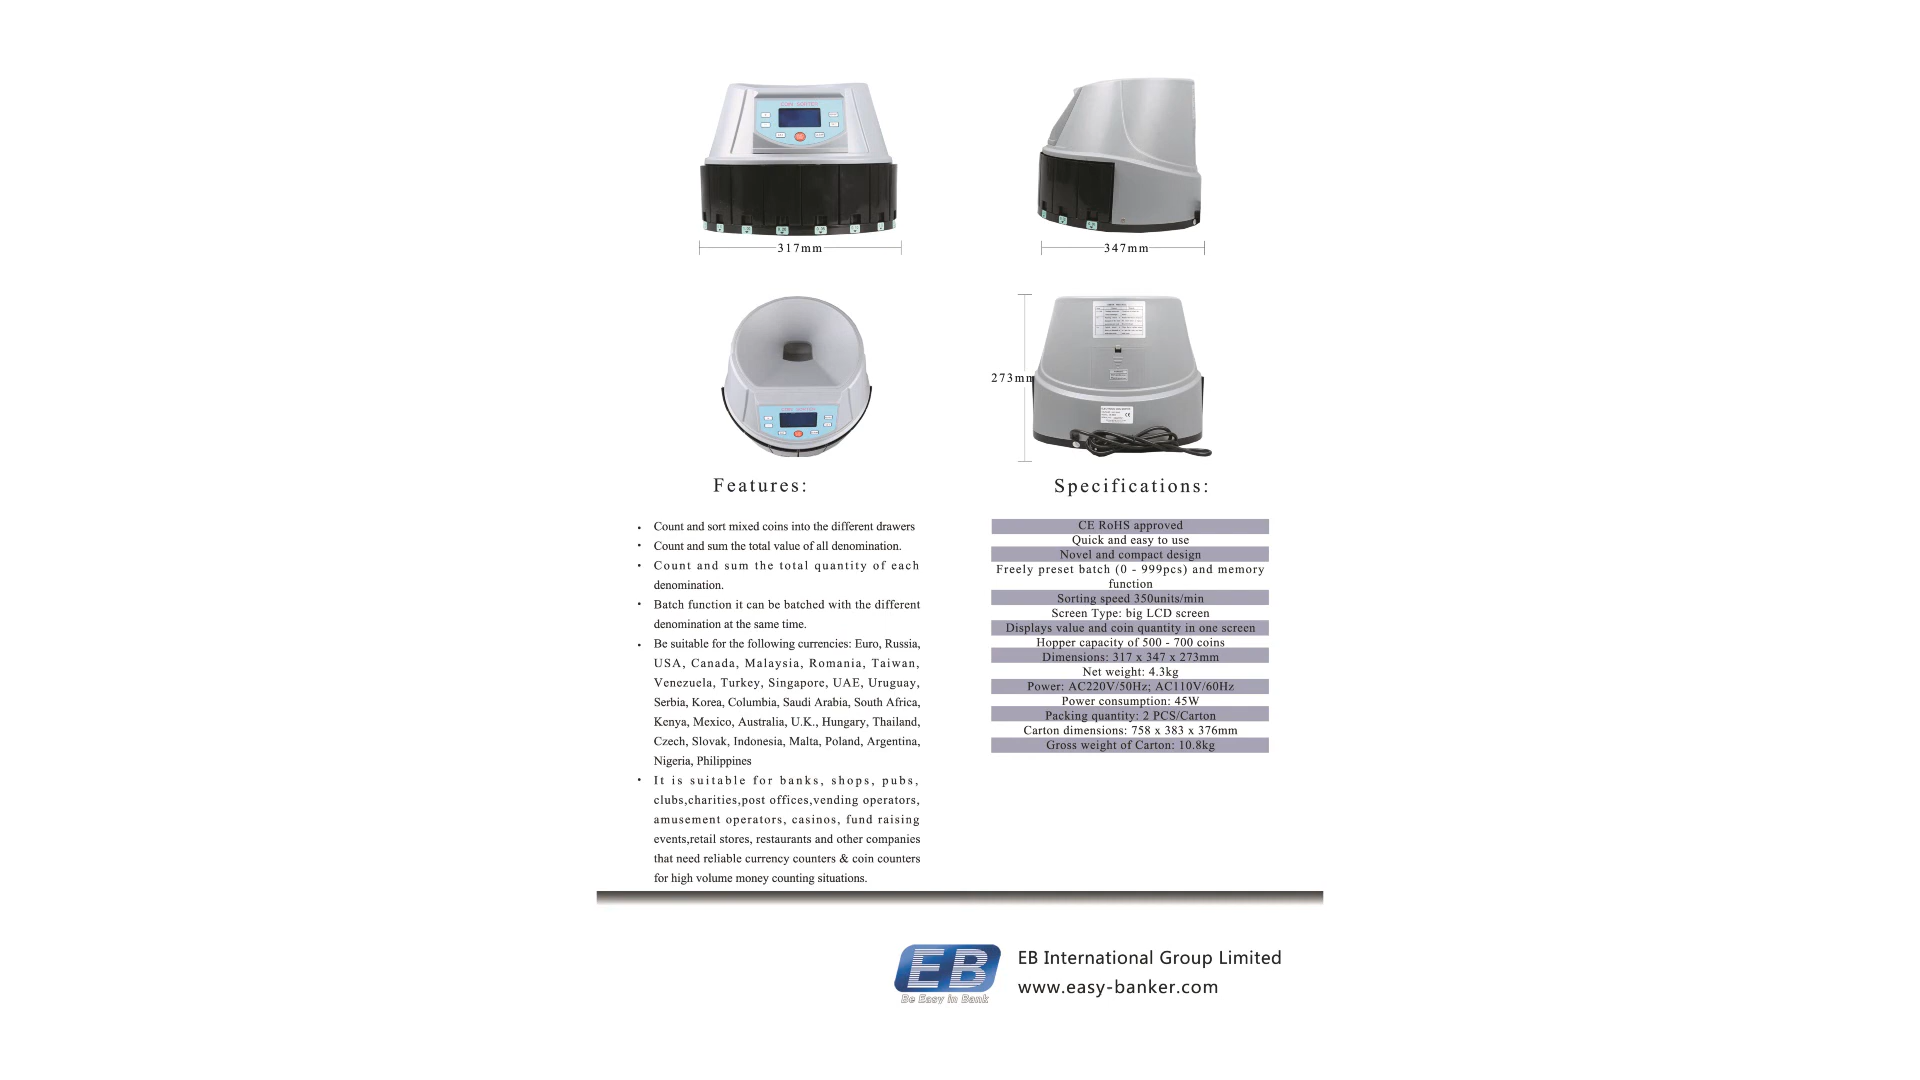 COIN SORTER
317mm
347mm
273mm
Features:
• Count and sort mixed coins into the different drawers
• Count and sum the total value of all denomination.
• Count and sum the total quantity of each
denomination.
• Batch function it can be batched with the different
denomination at the same time.
• Be suitable for the following currencies: Euro, Russia,
USA, Canada, Malaysia, Romania, Taiwan,
Venezuela, Turkey, Singapore, UAE, Uruguay,
Serbia, Korea, Columbia, Saudi Arabia, South Africa,
Kenya, Mexico, Australia, U.K., Hungary, Thailand,
Czech, Slovak, Indonesia, Malta, Poland, Argentina,
Nigeria, Philippines
• It is suitable for banks, shops, pubs,
clubs,charities,post offices,vending operators,
amusement operators, casinos, fund raising
events,retail stores, restaurants and other companies
that need reliable currency counters & coin counters
for high volume money counting situations.
Specifications:
CE RoHS approved
Quick and easy to use
Novel and compact design
Freely preset batch (0 - 999pcs) and memory
function
Sorting speed 350units/min
Screen Type: big LCD screen
Displays value and coin quantity in one screen
Hopper capacity of 500 - 700 coins
Dimensions: 317 x 347 x 273mm
Net weight: 4.3kg
Power: AC220V/50Hz; AC110V/60Hz
Power consumption: 45W
Packing quantity: 2 PCS/Carton
Carton dimensions: 758 x 383 x 376mm
Gross weight of Carton: 10.8kg
EB
Be Easy in Bank
EB International Group Limited
www.easy-banker.com